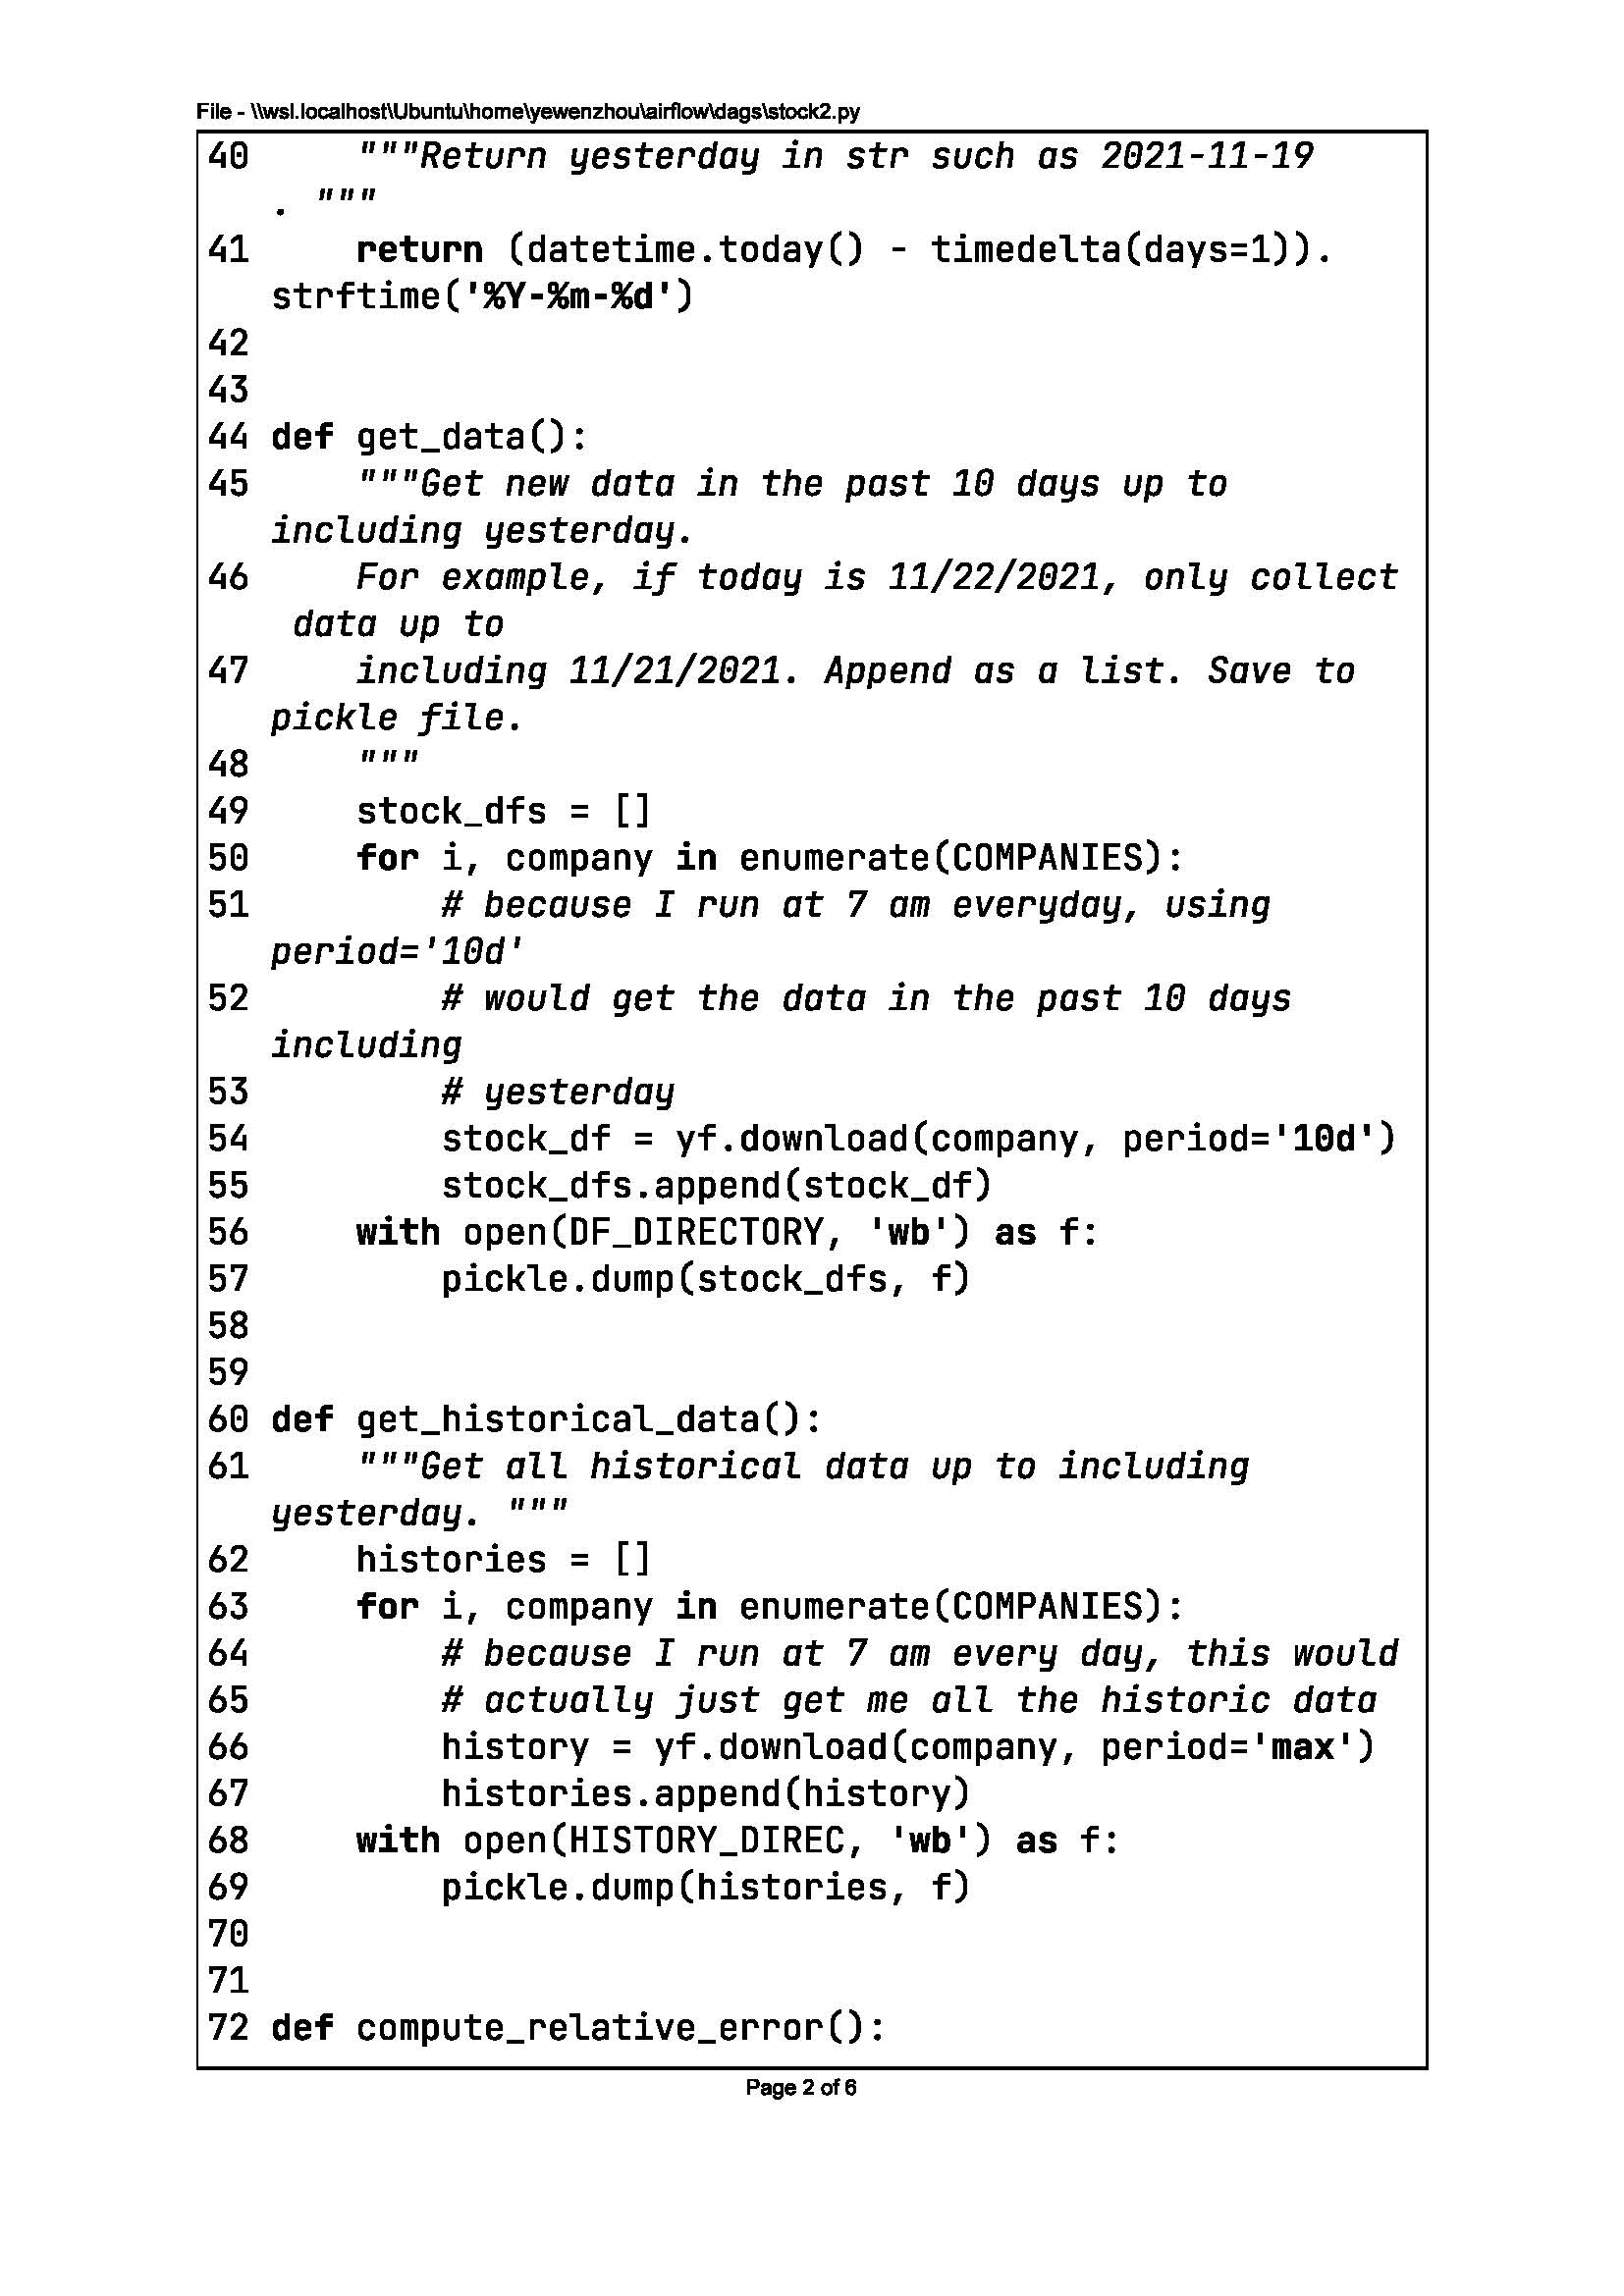 File - \\wsl.localhost\Ubuntu\home\yewenzhou\airflow\dags\stock2.py
40     """Return yesterday in str such as 2021-11-19
. """
41     return (datetime.today() - timedelta(days=1)).
strftime('%Y-%m-%d')
42
43
44 def get_data():
45     """Get new data in the past 10 days up to
including yesterday.
46     For example, if today is 11/22/2021, only collect
 data up to
47     including 11/21/2021. Append as a list. Save to
pickle file.
48     """
49     stock_dfs = []
50     for i, company in enumerate(COMPANIES):
51         # because I run at 7 am everyday, using
period='10d'
52         # would get the data in the past 10 days
including
53         # yesterday
54         stock_df = yf.download(company, period='10d')
55         stock_dfs.append(stock_df)
56     with open(DF_DIRECTORY, 'wb') as f:
57         pickle.dump(stock_dfs, f)
58
59
60 def get_historical_data():
61     """Get all historical data up to including
yesterday. """
62     histories = []
63     for i, company in enumerate(COMPANIES):
64         # because I run at 7 am every day, this would
65         # actually just get me all the historic data
66         history = yf.download(company, period='max')
67         histories.append(history)
68     with open(HISTORY_DIREC, 'wb') as f:
69         pickle.dump(histories, f)
70
71
72 def compute_relative_error():
Page 2 of 6